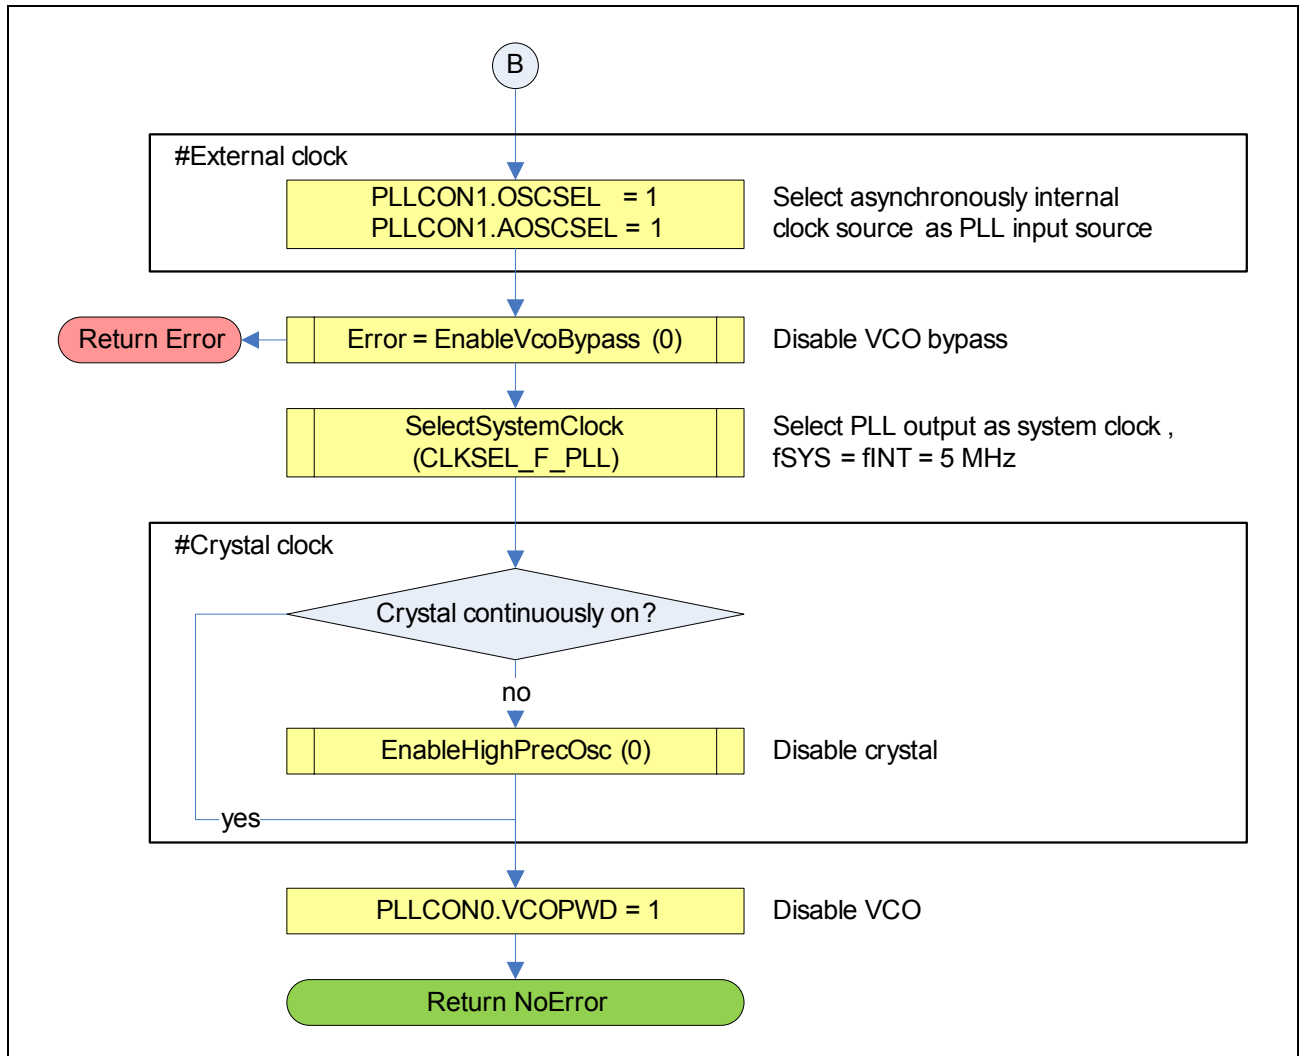 B
#External clock
PLLCON1.OSCSEL = 1
PLLCON1.AOSCSEL = 1
Select asynchronously internal
clock source as PLL input source
Return Error
Error = EnableVcoBypass (0)
Disable VCO bypass
SelectSystemClock
(CLKSEL_F_PLL)
Select PLL output as system clock ,
fSYS = fINT = 5 MHz
#Crystal clock
Crystal continuously on?
no
EnableHighPrecOsc (0)
Disable crystal
yes
PLLCON0.VCOPWD = 1
Disable VCO
Return NoError